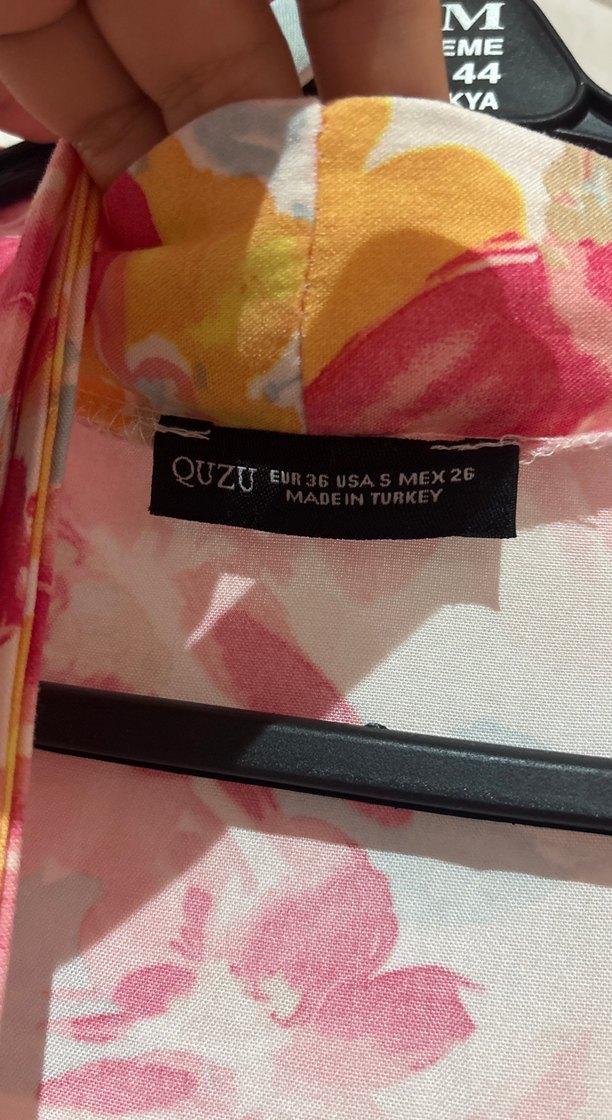 M
EME
44
KYA
QUZU EUR 36 USA S MEX 26
MADE IN TURKEY